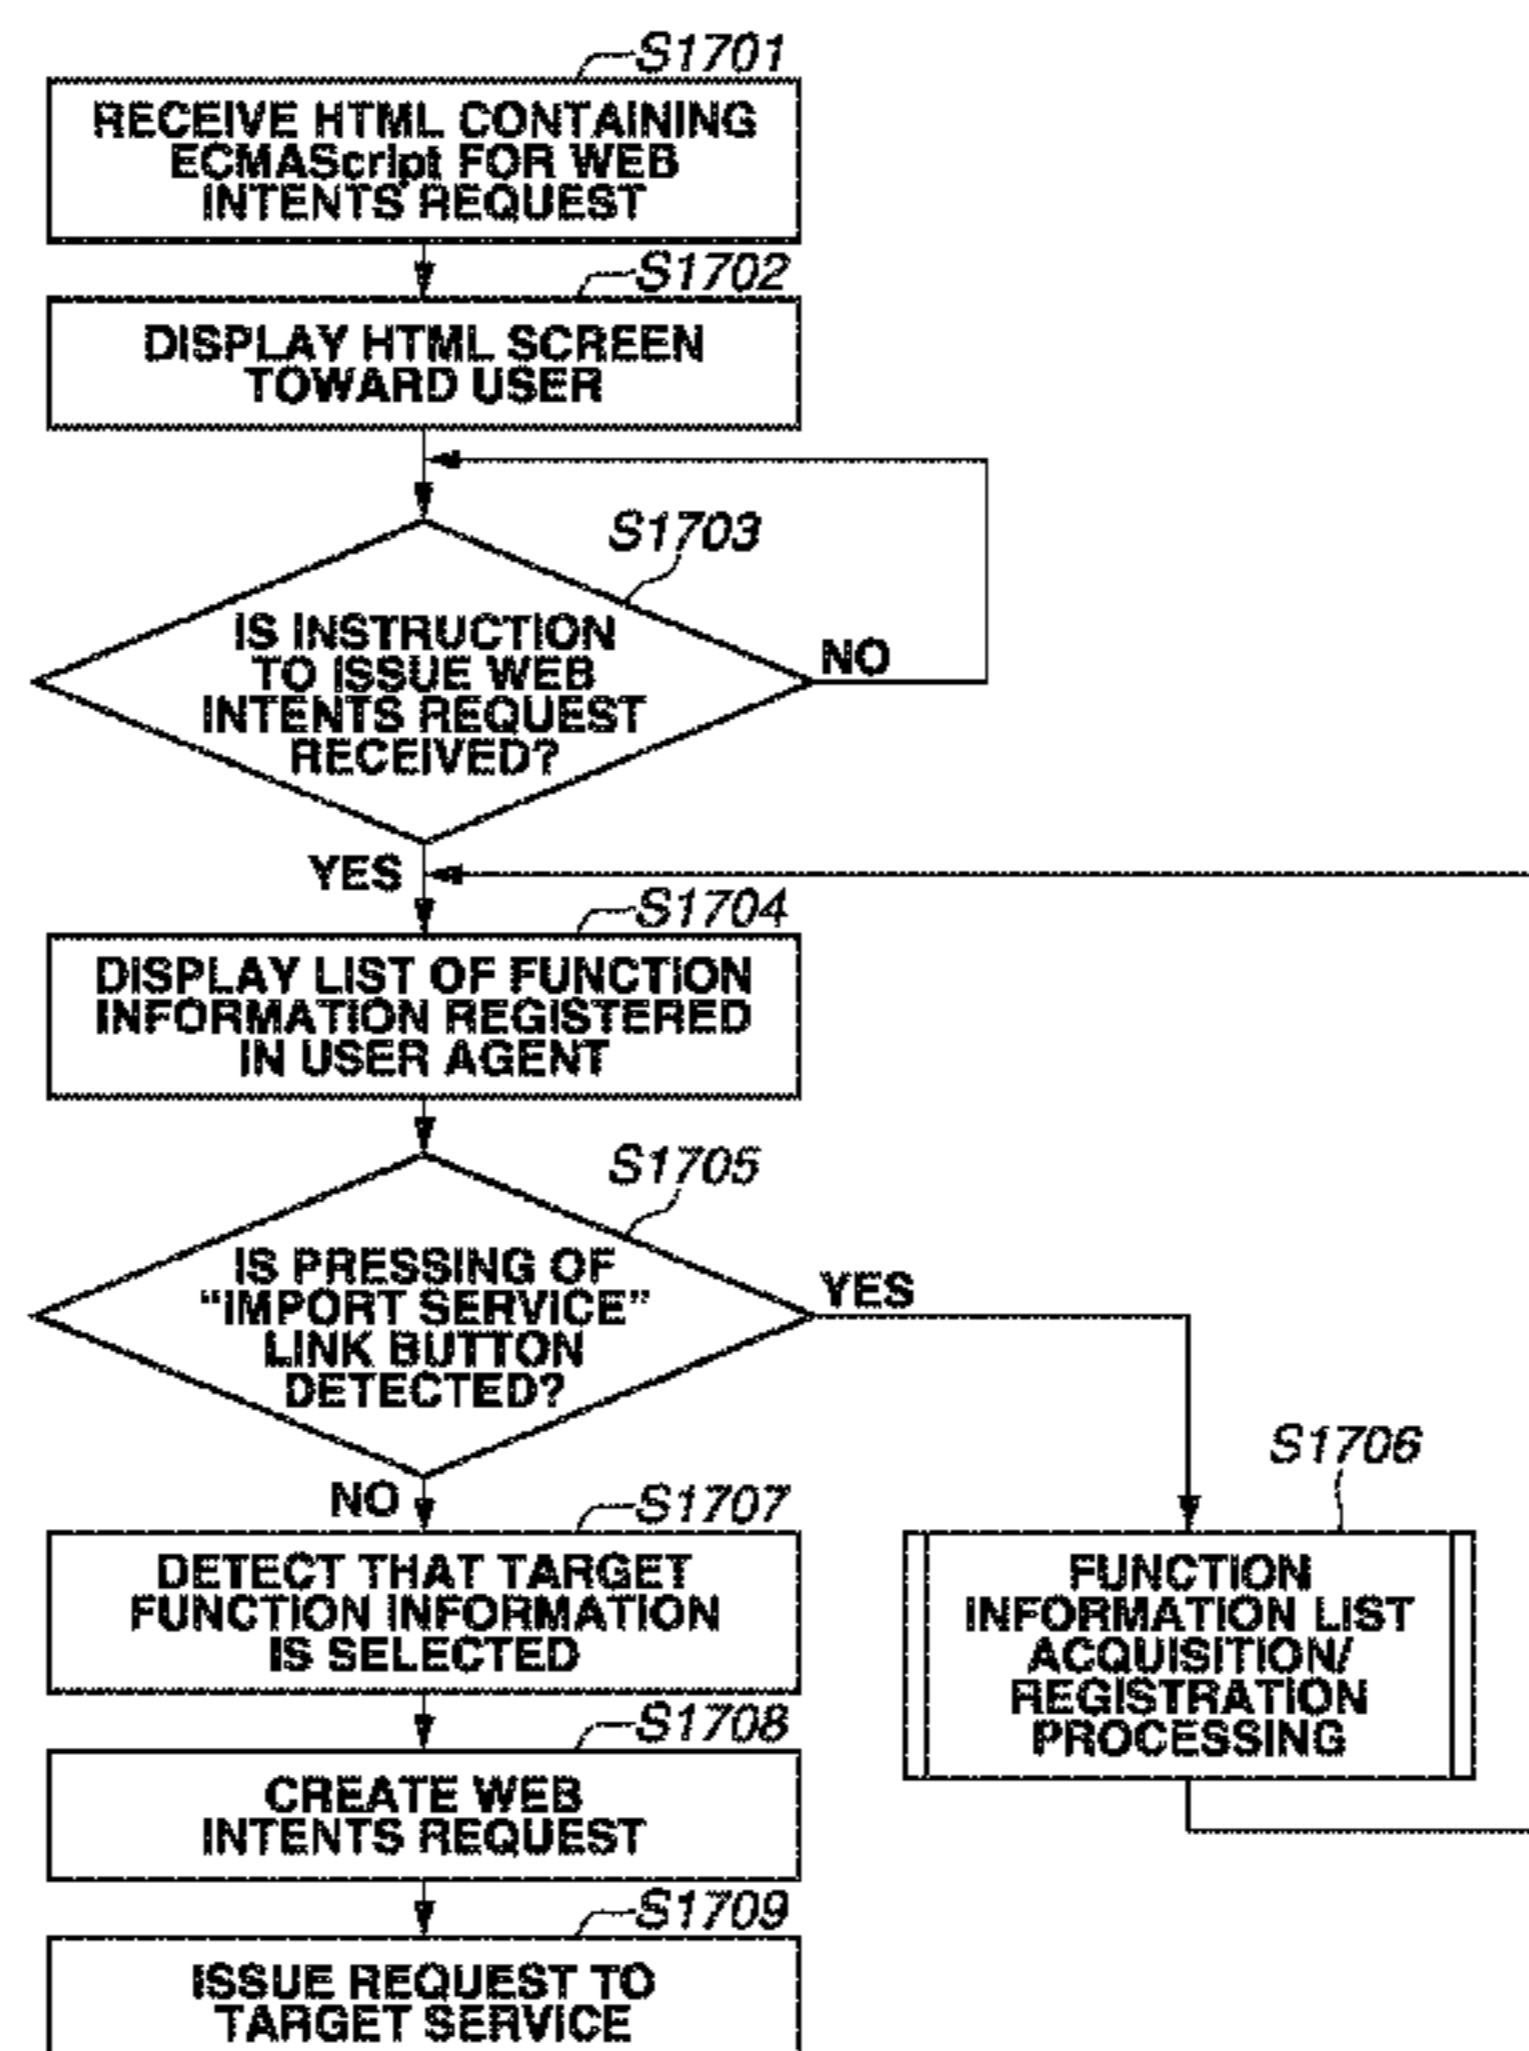 S1701
RECEIVE HTML CONTAINING
ECMAScript FOR WEB
INTENTS REQUEST
S1702
DISPLAY HTML SCREEN
TOWARD USER
S1703
IS INSTRUCTION
TO ISSUE WEB
INTENTS REQUEST
RECEIVED?
NO
YES
S1704
DISPLAY LIST OF FUNCTION
INFORMATION REGISTERED
IN USER AGENT
S1705
IS PRESSING OF
“IMPORT SERVICE”
LINK BUTTON
DETECTED?
YES
NO
S1706
FUNCTION
INFORMATION LIST
ACQUISITION/
REGISTRATION
PROCESSING
S1707
DETECT THAT TARGET
FUNCTION INFORMATION
IS SELECTED
S1708
CREATE WEB
INTENTS REQUEST
S1709
ISSUE REQUEST TO
TARGET SERVICE